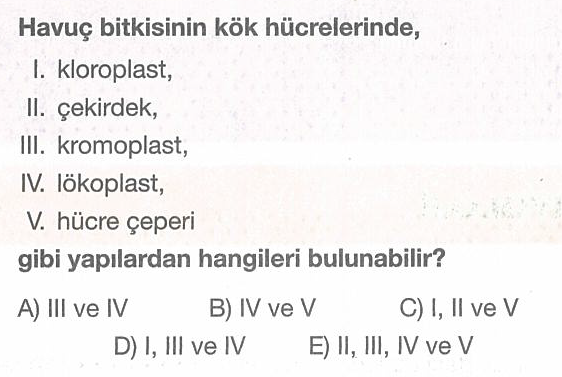 Havuç bitkisinin kök hücrelerinde,
I. kloroplast,
II. çekirdek,
III. kromoplast,
IV. lökoplast,
V. hücre çeperi
gibi yapılardan hangileri bulunabilir?
A) III ve IV B) IV ve V C) I, II ve V
D) I, III ve IV E) II, III, IV ve V